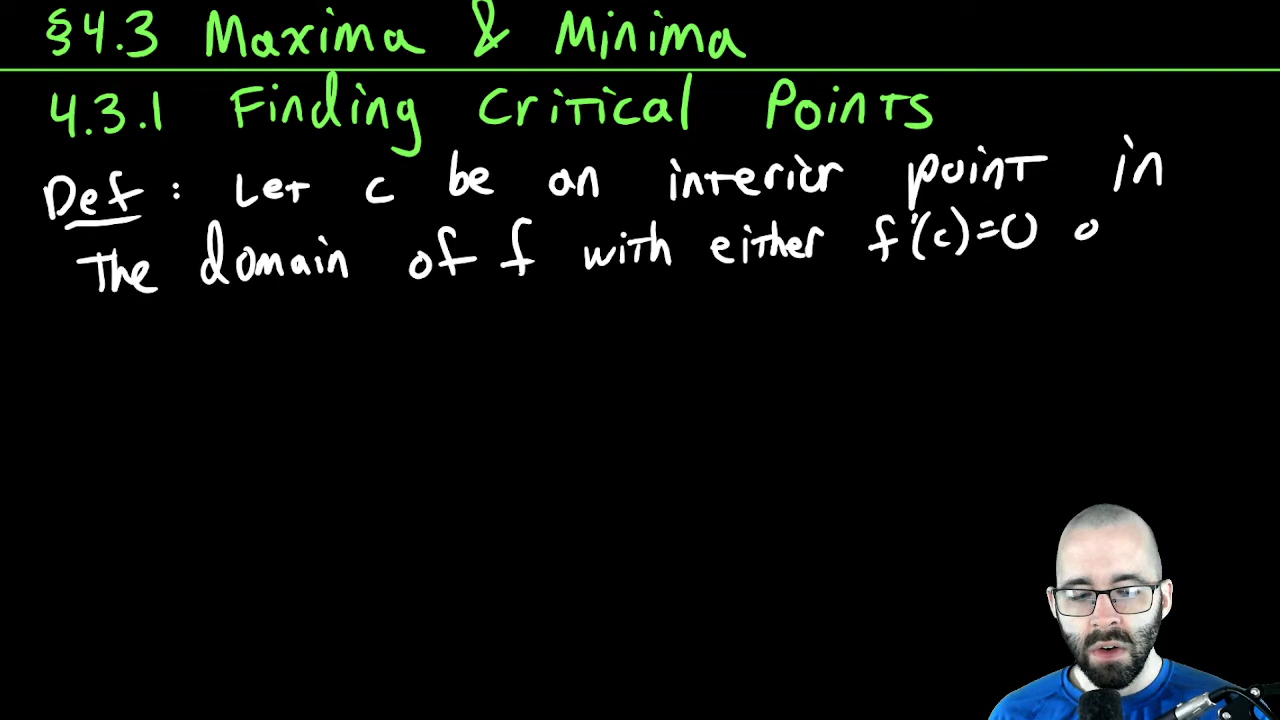 §4.3 Maxima & Minima
4.3.1 Finding Critical Points
Def: Let c be an interior point in
the domain of f with either f'(c)=0 o